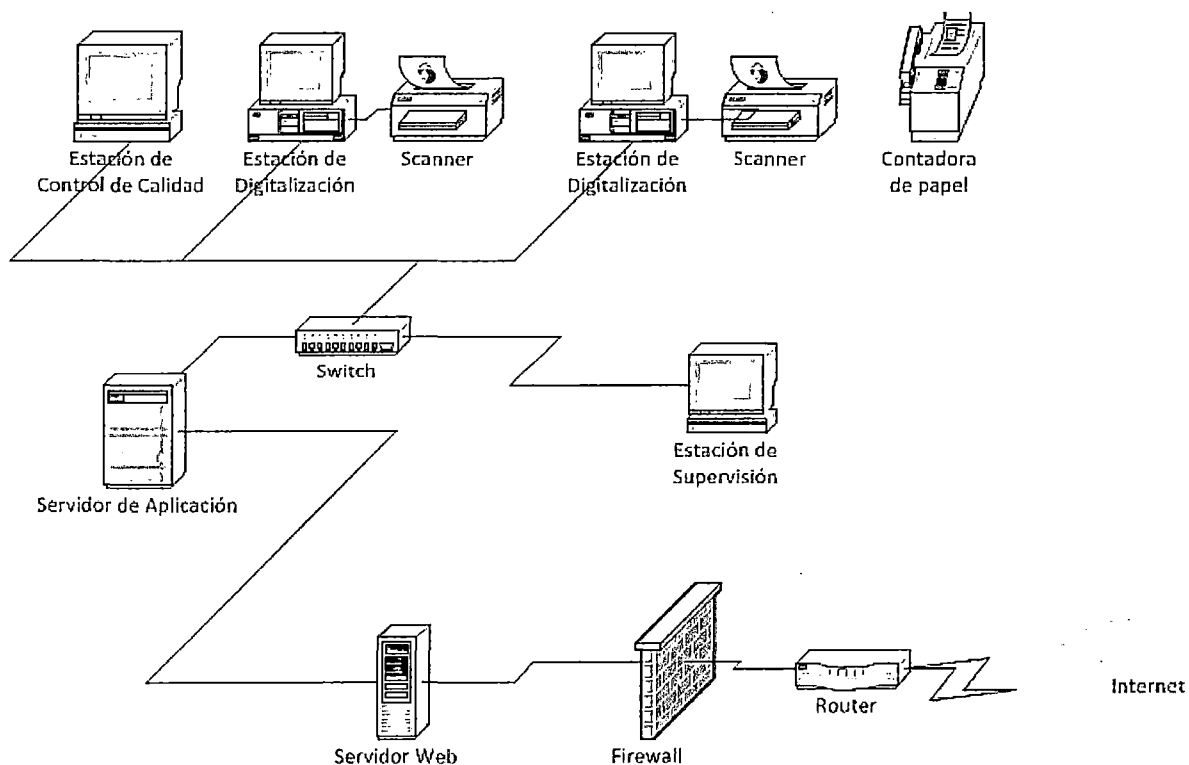 Estación de
Control de Calidad
Estación de
Digitalización
Scanner
Estación de
Digitalización
Scanner
Contadora
de papel
Switch
Estación de
Supervisión
Servidor de Aplicación
Servidor Web
Firewall
Router
Internet